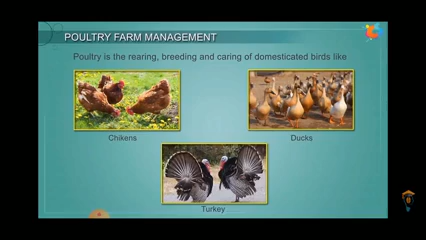 POULTRY FARM MANAGEMENT
Poultry is the rearing, breeding and caring of domesticated birds like
Chikens
Ducks
Turkey